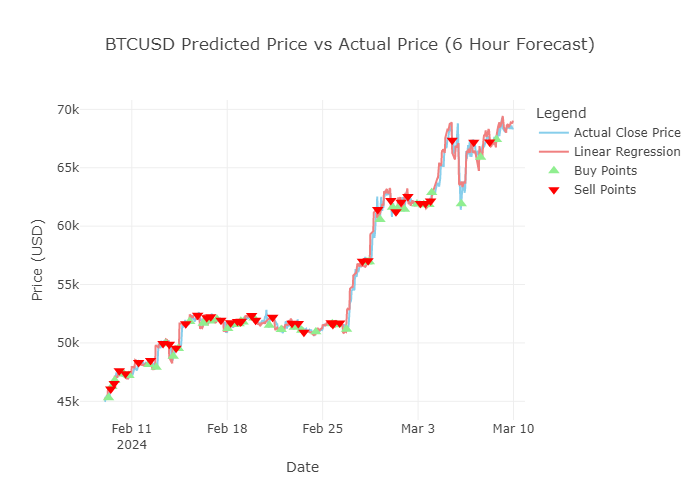 BTCUSD Predicted Price vs Actual Price (6 Hour Forecast)
70k
65k
60k
55k
50k
45k
Price (USD)
Feb 11
2024
Feb 18
Feb 25
Mar 3
Mar 10
Date
Legend
Actual Close Price
Linear Regression
Buy Points
Sell Points